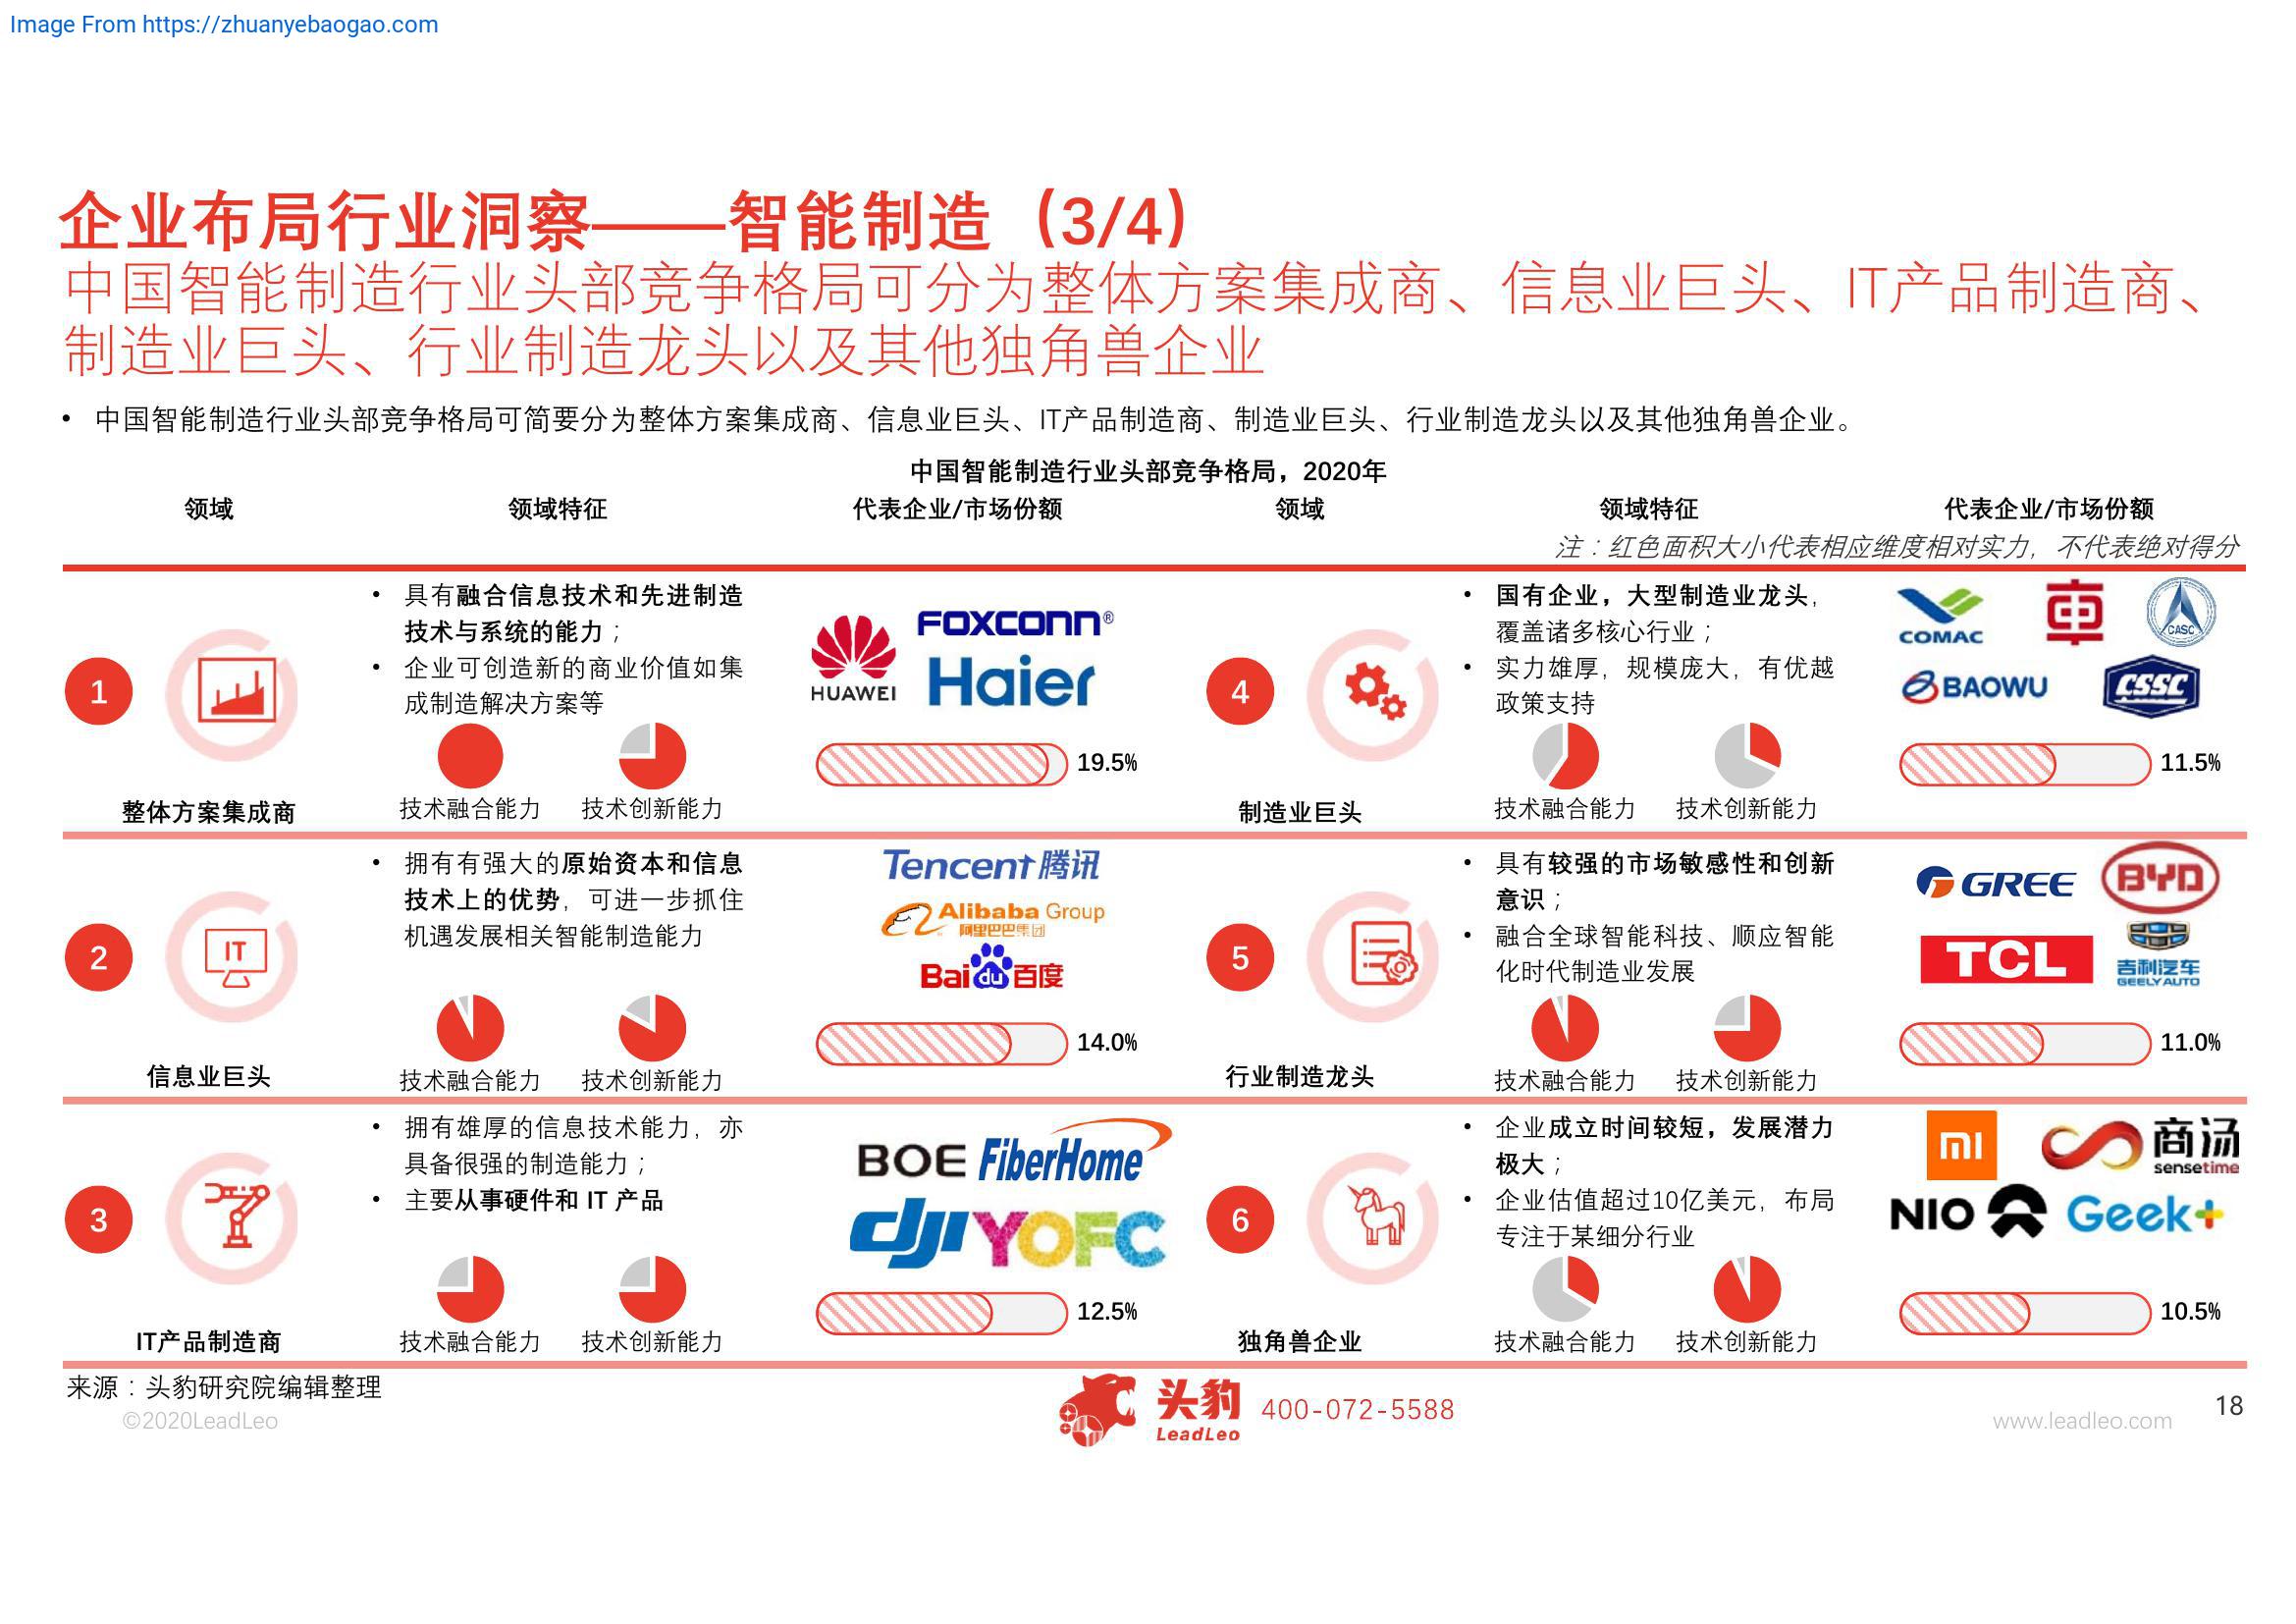 Image From https://zhuanyebaogao.com
企业布局行业洞察——智能制造（3/4）
中国智能制造行业头部竞争格局可分为整体方案集成商、信息业巨头、IT产品制造商、
制造业巨头、行业制造龙头以及其他独角兽企业
• 中国智能制造行业头部竞争格局可简要分为整体方案集成商、信息业巨头、IT产品制造商、制造业巨头、行业制造龙头以及其他独角兽企业。
中国智能制造行业头部竞争格局，2020年
领域 领域特征 代表企业/市场份额 领域 领域特征 代表企业/市场份额
注：红色面积大小代表相应维度相对实力，不代表绝对得分
1
整体方案集成商
• 具有融合信息技术和先进制造
技术与系统的能力；
• 企业可创造新的商业价值如集
成制造解决方案等
技术融合能力 技术创新能力
HUAWEI
FOXCONN®
Haier
19.5%
4
制造业巨头
• 国有企业，大型制造业龙头，
覆盖诸多核心行业；
• 实力雄厚，规模庞大，有优越
政策支持
技术融合能力 技术创新能力
COMAC
CASC
BAOWU
CSSC
11.5%
2
IT
信息业巨头
• 拥有有强大的原始资本和信息
技术上的优势，可进一步抓住
机遇发展相关智能制造能力
技术融合能力 技术创新能力
Tencent 腾讯
Alibaba Group
阿里巴巴集团
Baidu百度
14.0%
5
行业制造龙头
• 具有较强的市场敏感性和创新
意识；
• 融合全球智能科技、顺应智能
化时代制造业发展
技术融合能力 技术创新能力
GREE
BYD
TCL
吉利汽车
GEELY AUTO
11.0%
3
IT产品制造商
• 拥有雄厚的信息技术能力，亦
具备很强的制造能力；
• 主要从事硬件和 IT 产品
技术融合能力 技术创新能力
BOE
FiberHome
dji
YOFC
12.5%
6
独角兽企业
• 企业成立时间较短，发展潜力
极大；
• 企业估值超过10亿美元，布局
专注于某细分行业
技术融合能力 技术创新能力
mi
商汤
sensetime
NIO
Geek+
10.5%
来源：头豹研究院编辑整理
©2020LeadLeo
头豹
LeadLeo
400-072-5588
www.leadleo.com
18